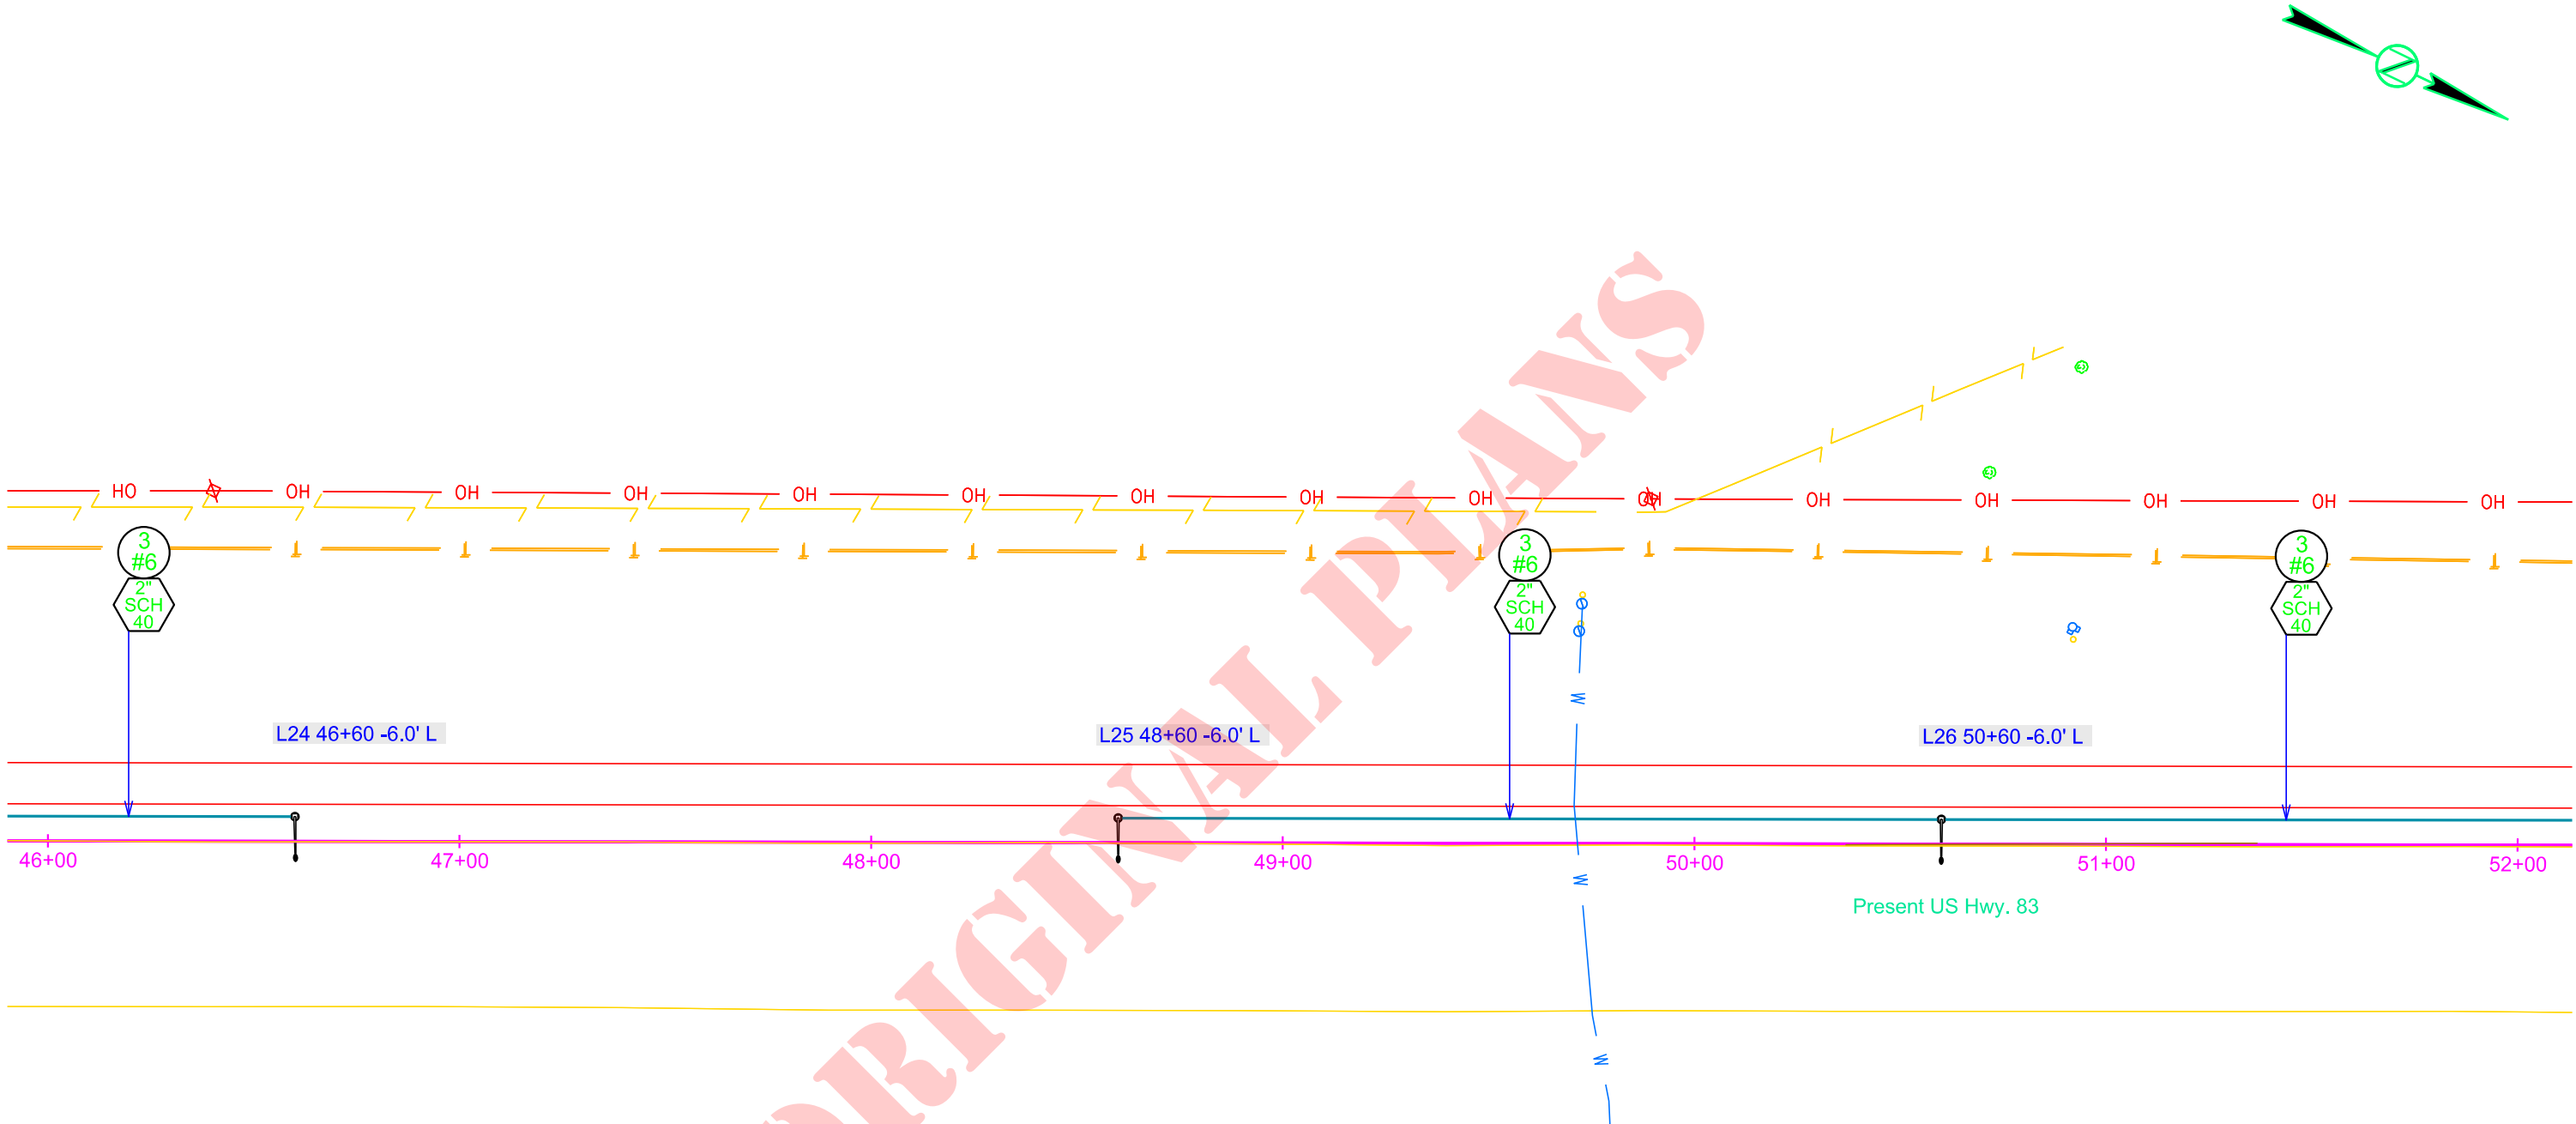 HO OH OH OH OH OH OH OH OH OH OH OH OH OH OH
3
#6
2"
SCH
40
3
#6
2"
SCH
40
3
#6
2"
SCH
40
W
L24 46+60 -6.0' L
L25 48+60 -6.0' L
L26 50+60 -6.0' L
46+00 47+00 48+00 49+00 50+00 51+00 52+00
W
Present US Hwy. 83
W
ORIGINAL PLANS